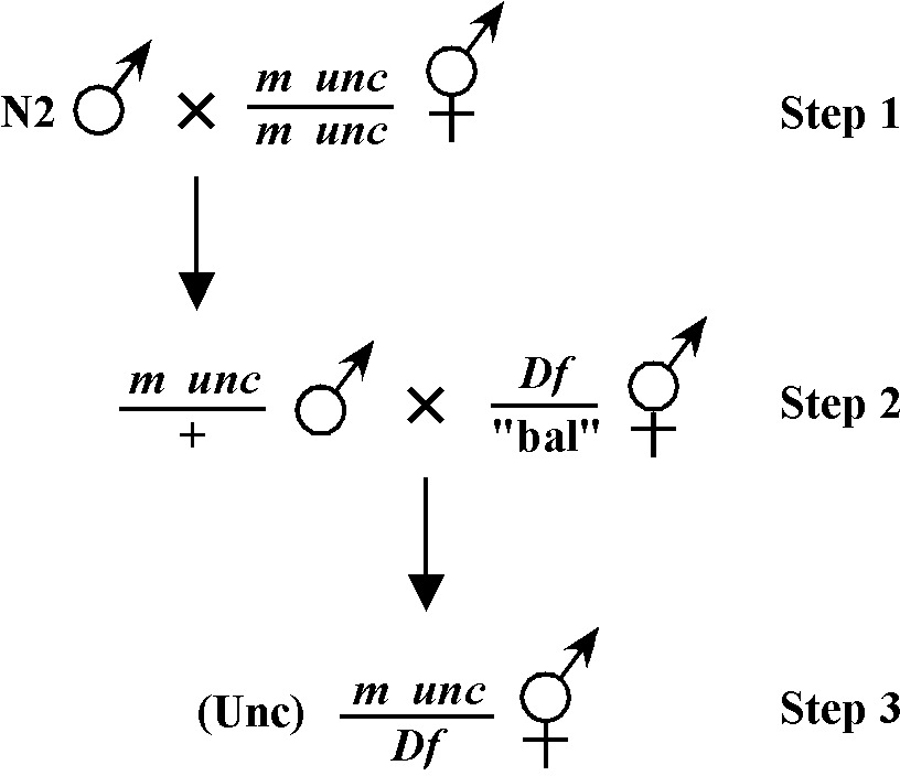 N2 × m unc Step 1
m unc
m unc × Df Step 2
+ "bal"
(Unc) m unc Step 3
Df